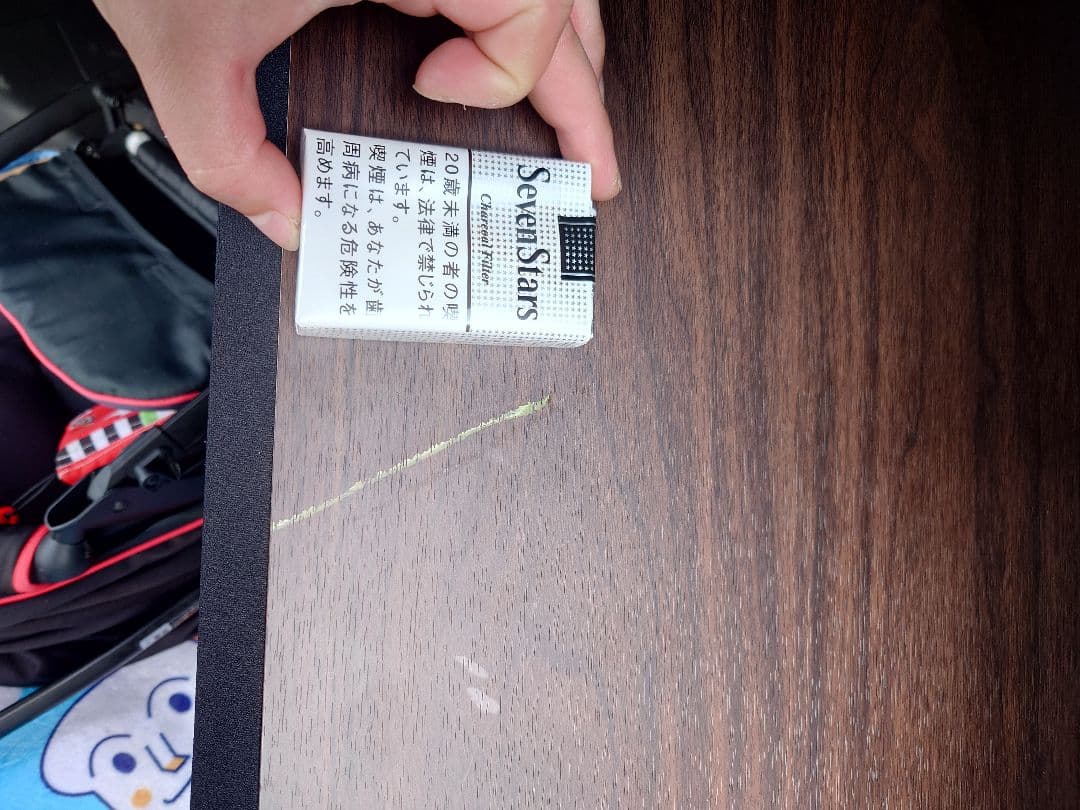 SevenStars
Charcoal Filter
20歳未満の者の喫
煙は、法律で禁じられ
ています。
喫煙は、あなたが歯
周病になる危険性を
高めます。